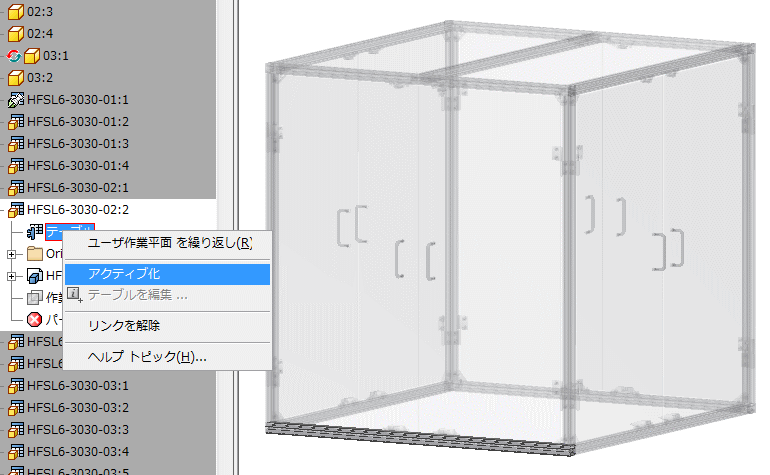 02:3
02:4
03:1
03:2
HFSL6-3030-01:1
HFSL6-3030-01:2
HFSL6-3030-01:3
HFSL6-3030-01:4
HFSL6-3030-02:1
HFSL6-3030-02:2
テーブル
ユーザ作業平面 を繰り返し(R)
Ori
アクティブ化
HF
テーブルを編集 ...
作業
パー
リンクを解除
HFSL
ヘルプ トピック(H)...
HFSL
HFSL6-3030-03:1
HFSL6-3030-03:2
HFSL6-3030-03:3
HFSL6-3030-03:4
HFSL6-3030-03:5